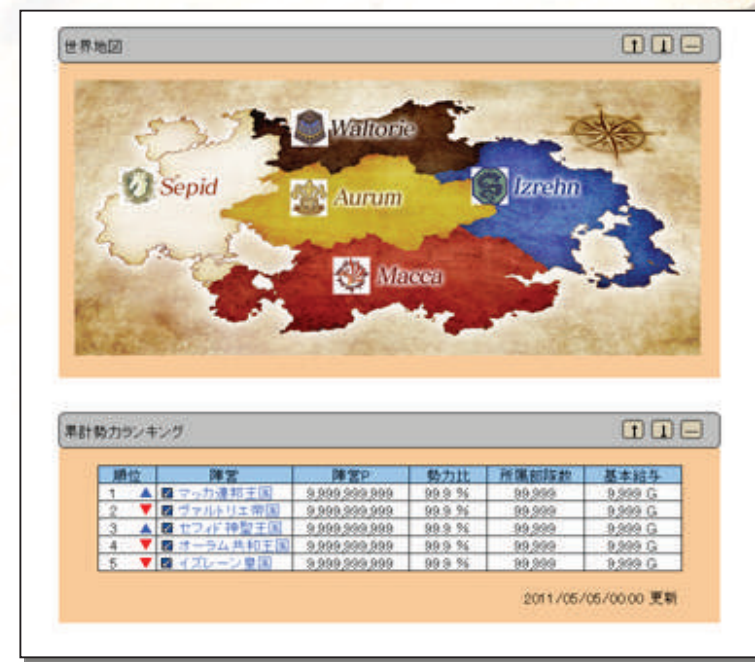 世界地図
Waltorie
Sepid
Aurum
Izrehn
Macca
累計勢力ランキング
順位 陣営 陣営P 勢力比 所属部隊数 基本給与
1 ▲ マッカ連邦王国 9,999,999,999 99.9 % 99,999 9,999 G
2 ▼ ヴァルトリエ帝国 9,999,999,999 99.9 % 99,999 9,999 G
3 ▲ セフィド神聖王国 9,999,999,999 99.9 % 99,999 9,999 G
4 ▼ オーラム共和王国 9,999,999,999 99.9 % 99,999 9,999 G
5 ▼ イズレーン皇国 9,999,999,999 99.9 % 99,999 9,999 G
2011/05/05/00:00 更新